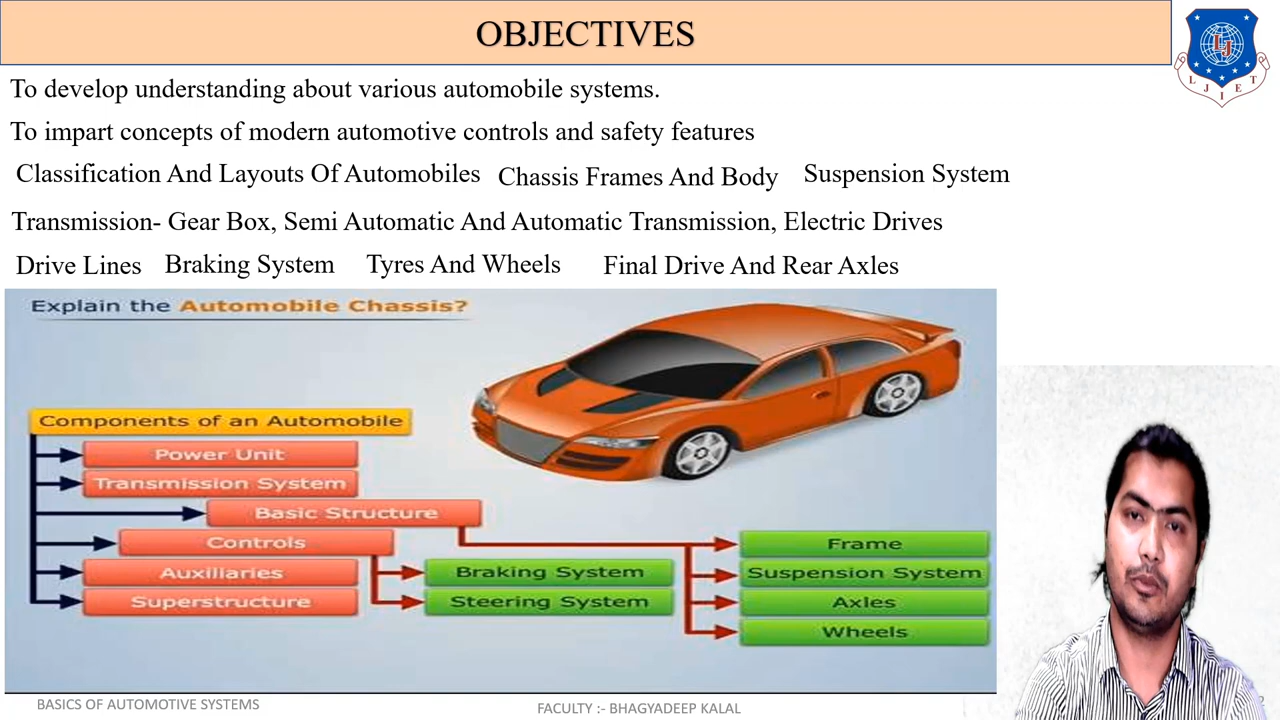 OBJECTIVES
LJ
L J I E T
To develop understanding about various automobile systems.
To impart concepts of modern automotive controls and safety features
Classification And Layouts Of Automobiles Chassis Frames And Body Suspension System
Transmission- Gear Box, Semi Automatic And Automatic Transmission, Electric Drives
Drive Lines Braking System Tyres And Wheels Final Drive And Rear Axles
Explain the Automobile Chassis?
Components of an Automobile
Power Unit
Transmission System
Basic Structure
Controls
Frame
Auxiliaries
Braking System
Suspension System
Superstructure
Steering System
Axles
Wheels
BASICS OF AUTOMOTIVE SYSTEMS
FACULTY :- BHAGYADEEP KALAL
2